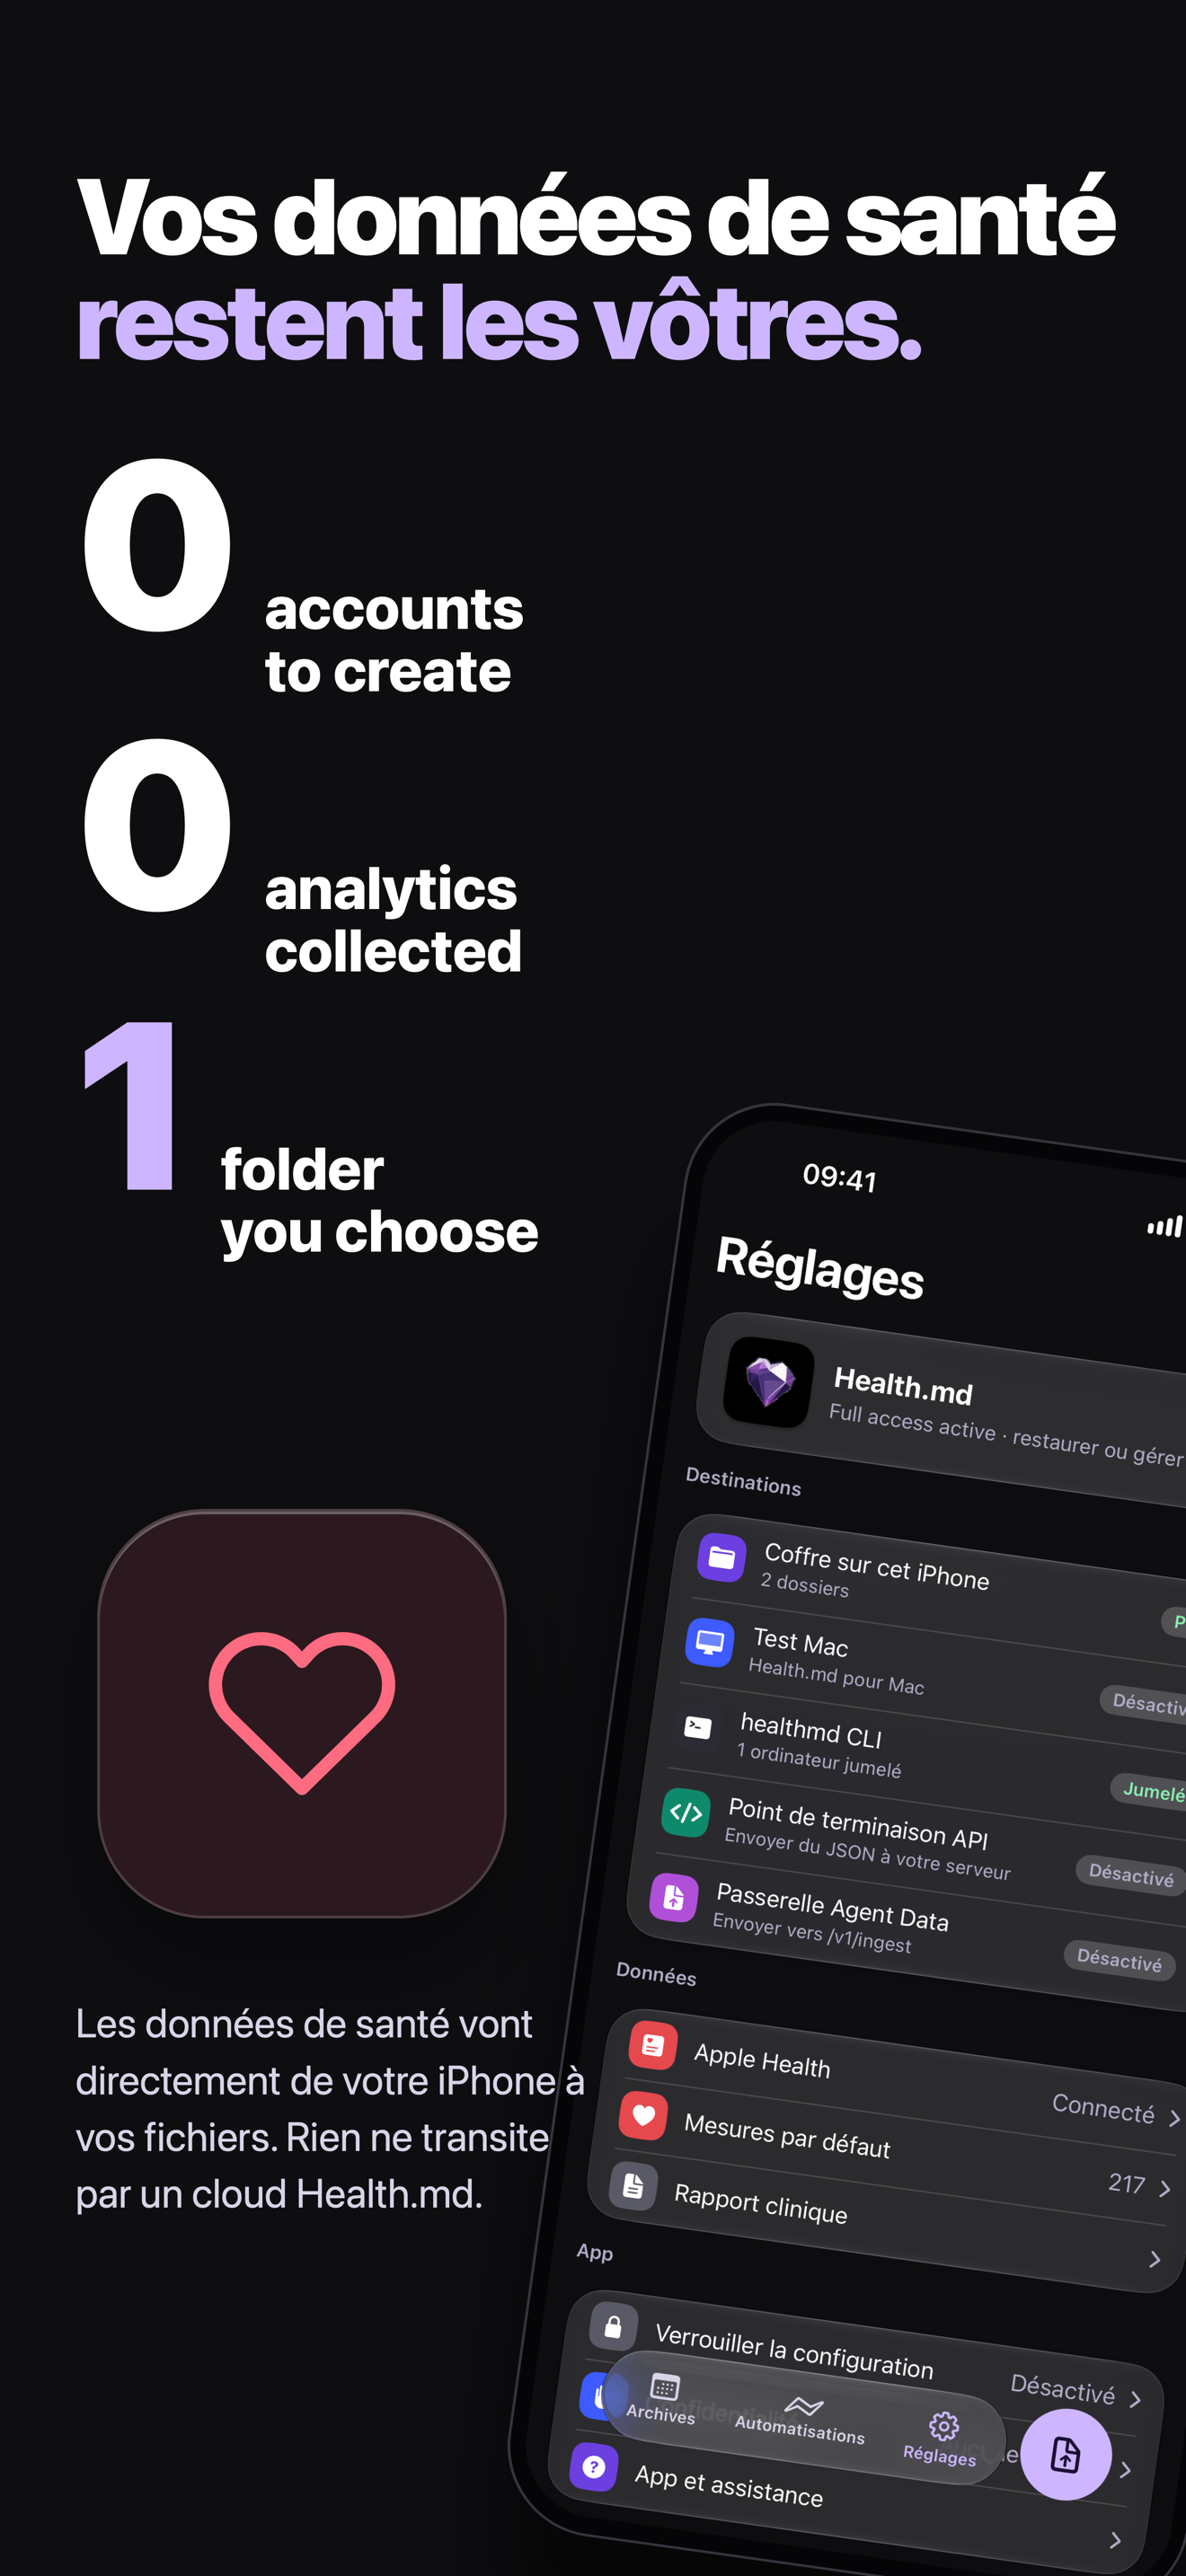 Vos données de santé
restent les vôtres.
0 accounts
to create
0 analytics
collected
1 folder
you choose
09:41
Réglages
Health.md
Full access active · restaurer ou gérer
Destinations
Coffre sur cet iPhone
2 dossiers
Test Mac
Health.md pour Mac
healthmd CLI
1 ordinateur jumelé
Jumelé
Point de terminaison API
Envoyer du JSON à votre serveur
Désactivé
Passerelle Agent Data
Envoyer vers /v1/ingest
Désactivé
Données
Apple Health
Connecté
Mesures par défaut
217
Rapport clinique
Les données de santé vont
directement de votre iPhone à
vos fichiers. Rien ne transite
par un cloud Health.md.
App
Verrouiller la configuration
Désactivé
Confidentialité
Archives
Automatisations
Réglages
App et assistance